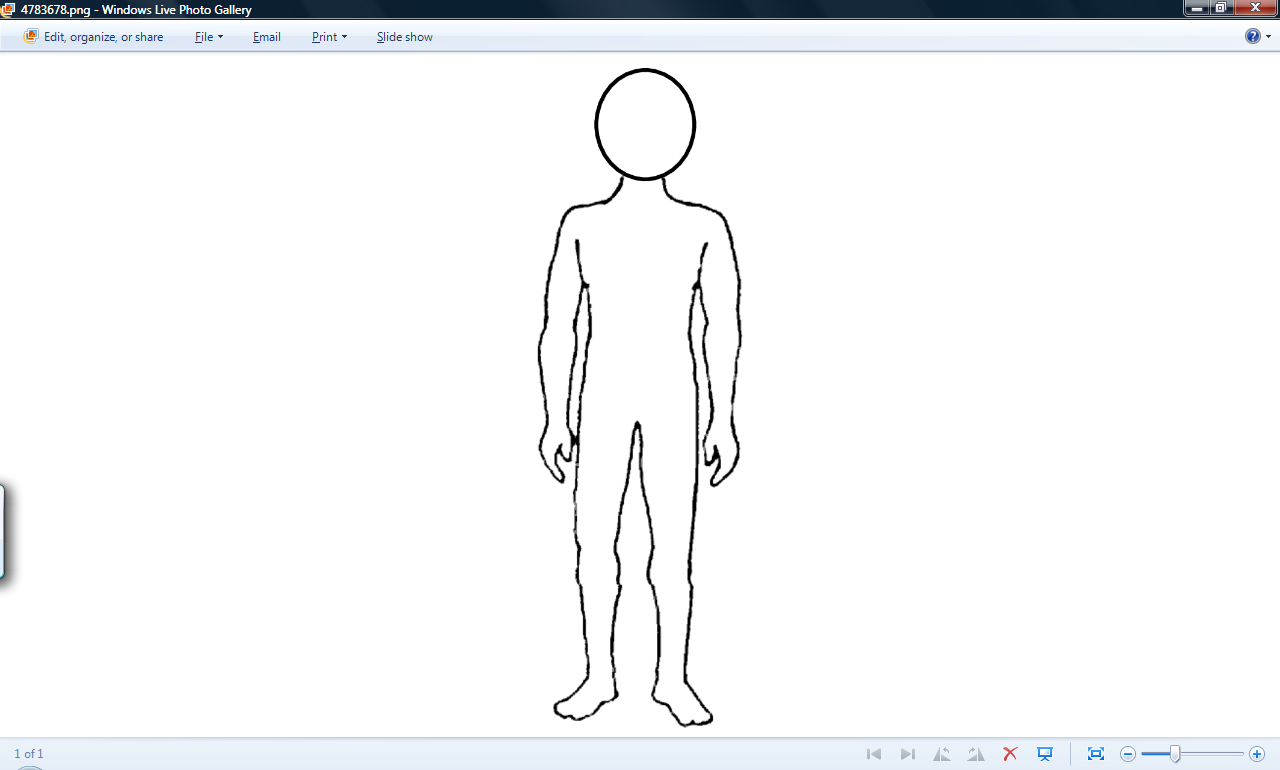 4783678.png - Windows Live Photo Gallery
Edit, organize, or share File Email Print Slide show
1 of 1